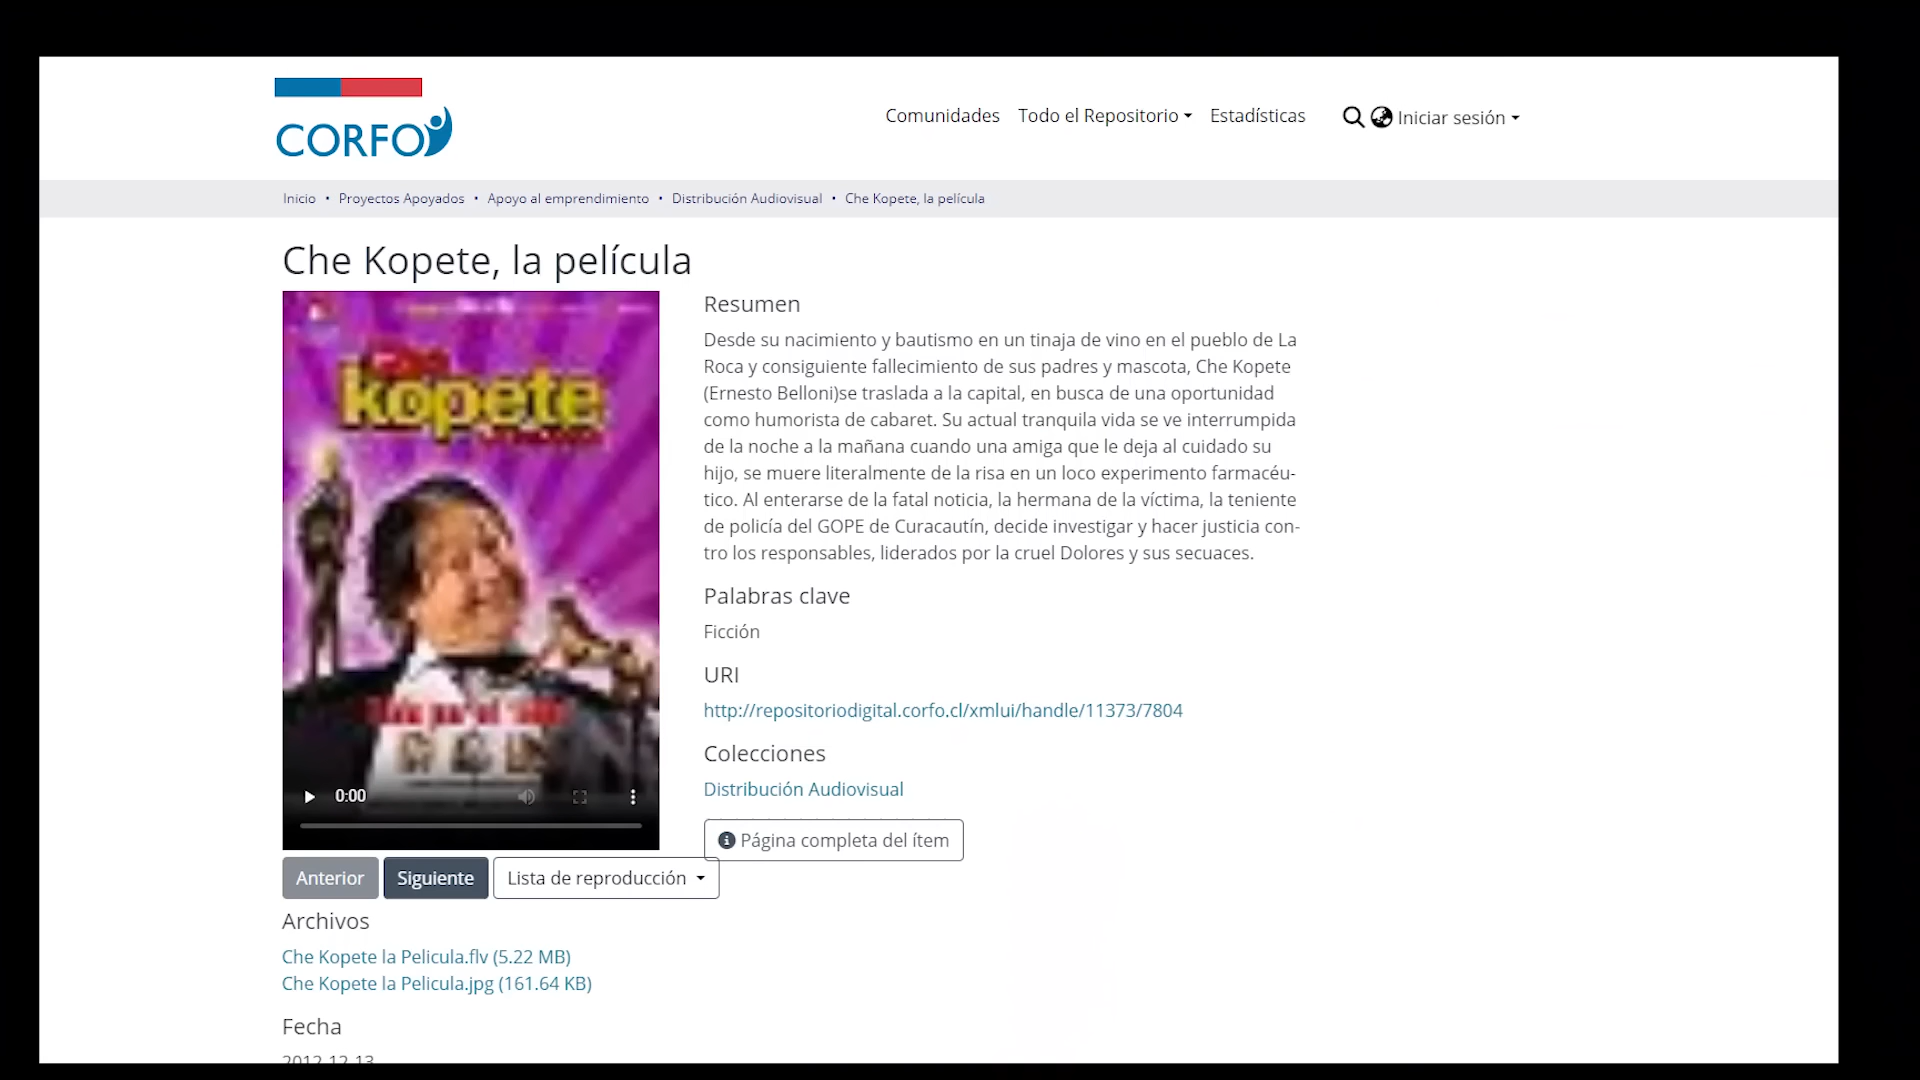 CORFO
Comunidades Todo el Repositorio Estadísticas Iniciar sesión
Inicio • Proyectos Apoyados • Apoyo al emprendimiento • Distribución Audiovisual • Che Kopete, la película
Che Kopete, la película
kopete
0:00
Anterior Siguiente Lista de reproducción
Archivos
Che Kopete la Pelicula.flv (5.22 MB)
Che Kopete la Pelicula.jpg (161.64 KB)
Fecha
2012-12-13
Resumen
Desde su nacimiento y bautismo en un tinaja de vino en el pueblo de La
Roca y consiguiente fallecimiento de sus padres y mascota, Che Kopete
(Ernesto Belloni)se traslada a la capital, en busca de una oportunidad
como humorista de cabaret. Su actual tranquila vida se ve interrumpida
de la noche a la mañana cuando una amiga que le deja al cuidado su
hijo, se muere literalmente de la risa en un loco experimento farmacéu-
tico. Al enterarse de la fatal noticia, la hermana de la víctima, la teniente
de policía del GOPE de Curacautín, decide investigar y hacer justicia con-
tro los responsables, liderados por la cruel Dolores y sus secuaces.
Palabras clave
Ficción
URI
http://repositoriodigital.corfo.cl/xmlui/handle/11373/7804
Colecciones
Distribución Audiovisual
Página completa del ítem